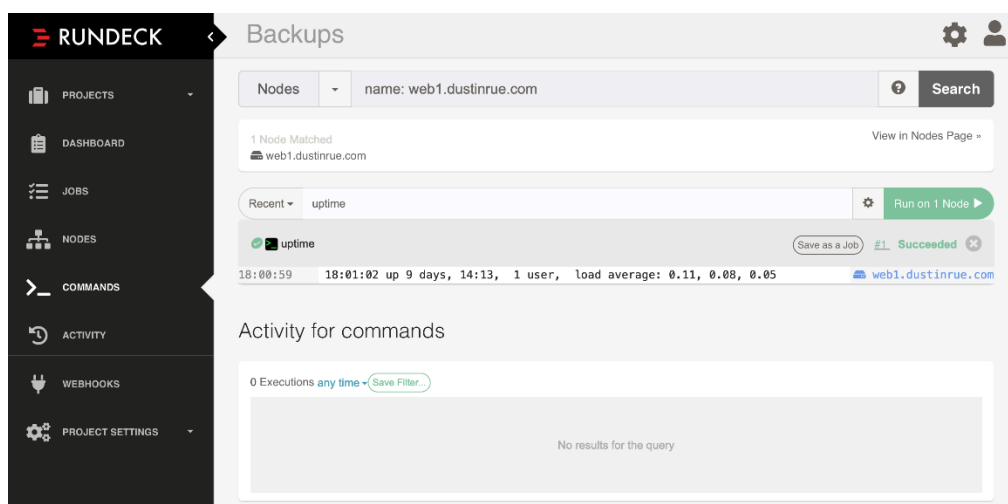 RUNDECK
Backups
PROJECTS
DASHBOARD
JOBS
NODES
COMMANDS
ACTIVITY
WEBHOOKS
PROJECT SETTINGS
Nodes name: web1.dustinrue.com Search
1 Node Matched View in Nodes Page »
web1.dustinrue.com
Recent uptime Run on 1 Node
uptime Save as a Job #1 Succeeded
18:00:59 18:01:02 up 9 days, 14:13, 1 user, load average: 0.11, 0.08, 0.05 web1.dustinrue.com
Activity for commands
0 Executions any time Save Filter...
No results for the query